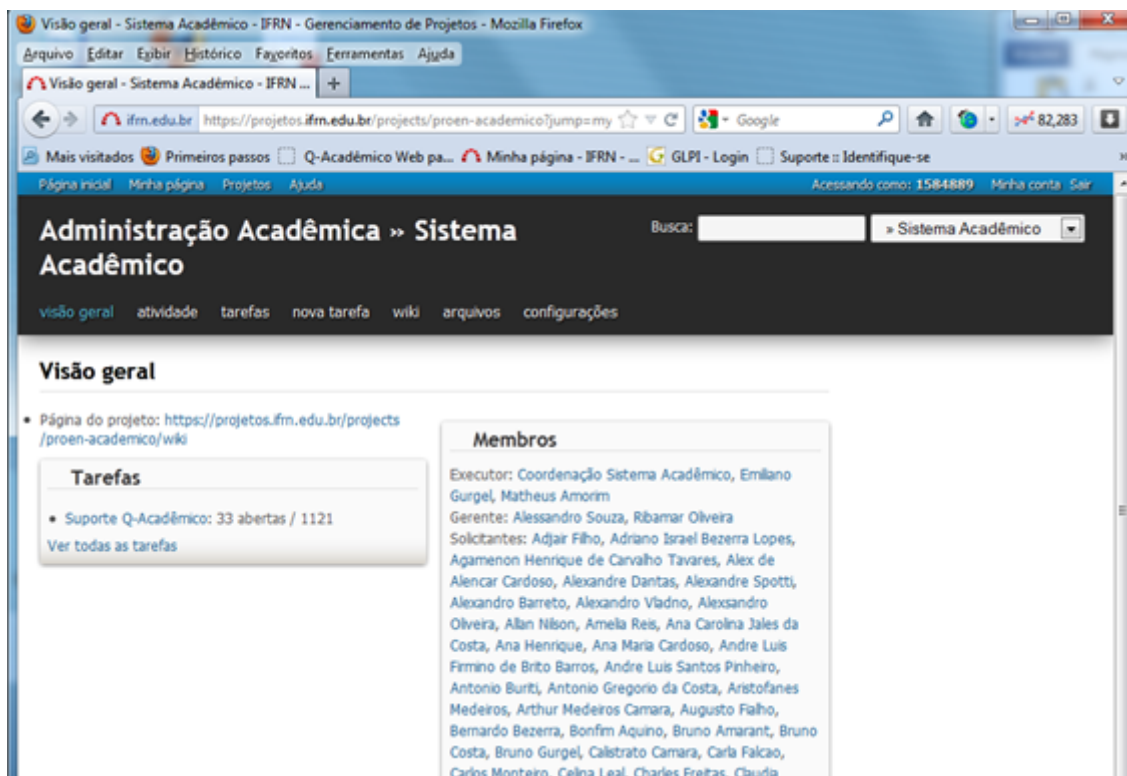 Visão geral - Sistema Acadêmico - IFRN - Gerenciamento de Projetos - Mozilla Firefox
Arquivo Editar Exibir Histórico Favoritos Ferramentas Ajuda
Visão geral - Sistema Acadêmico - IFRN ... +
ifrn.edu.br https://projetos.ifrn.edu.br/projects/proen-academico?jump=my Google 82,283
Mais visitados Primeiros passos Q-Acadêmico Web pa... Minha página - IFRN - ... GLPI - Login Suporte :: Identifique-se »
Página inicial Minha página Projetos Ajuda Acessando como: 1584889 Minha conta Sair
Administração Acadêmica » Sistema
Acadêmico
Busca: » Sistema Acadêmico
visão geral atividade tarefas nova tarefa wiki arquivos configurações
Visão geral
• Página do projeto: https://projetos.ifrn.edu.br/projects
/proen-academico/wiki
Tarefas
• Suporte Q-Acadêmico: 33 abertas / 1121
Ver todas as tarefas
Membros
Executor: Coordenação Sistema Acadêmico, Emiliano
Gurgel, Matheus Amorim
Gerente: Alessandro Souza, Ribamar Oliveira
Solicitantes: Adjair Filho, Adriano Israel Bezerra Lopes,
Agamenon Henrique de Carvalho Tavares, Alex de
Alencar Cardoso, Alexandre Dantas, Alexandre Spotti,
Alexandro Barreto, Alexandro Vladno, Alexsandro
Oliveira, Allan Nilson, Amelia Reis, Ana Carolina Jales da
Costa, Ana Henrique, Ana Maria Cardoso, Andre Luis
Firmino de Brito Barros, Andre Luis Santos Pinheiro,
Antonio Buriti, Antonio Gregorio da Costa, Aristofanes
Medeiros, Arthur Medeiros Camara, Augusto Fialho,
Bernardo Bezerra, Bonfim Aquino, Bruno Amarant, Bruno
Costa, Bruno Gurgel, Calistrato Camara, Carla Falcao,
Carlos Monteiro, Celina Leal, Charles Freitas, Claudia